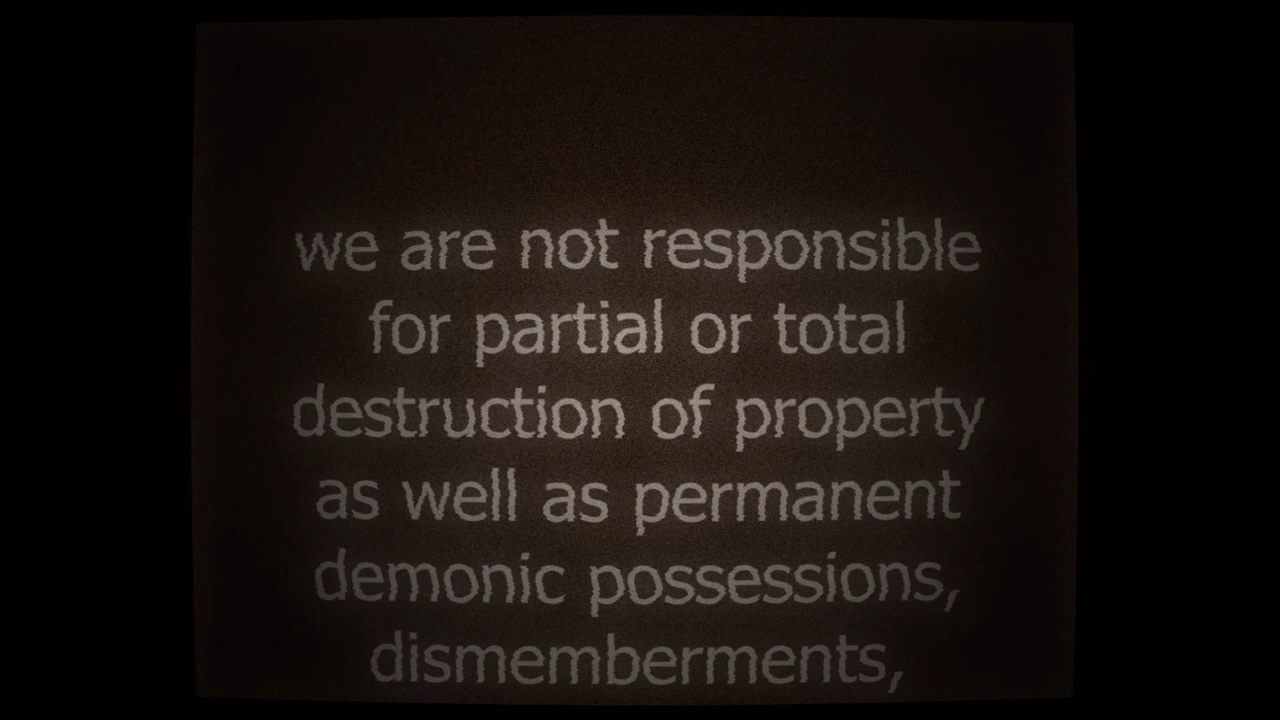 we are not responsible
for partial or total
destruction of property
as well as permanent
demonic possessions,
dismemberments,